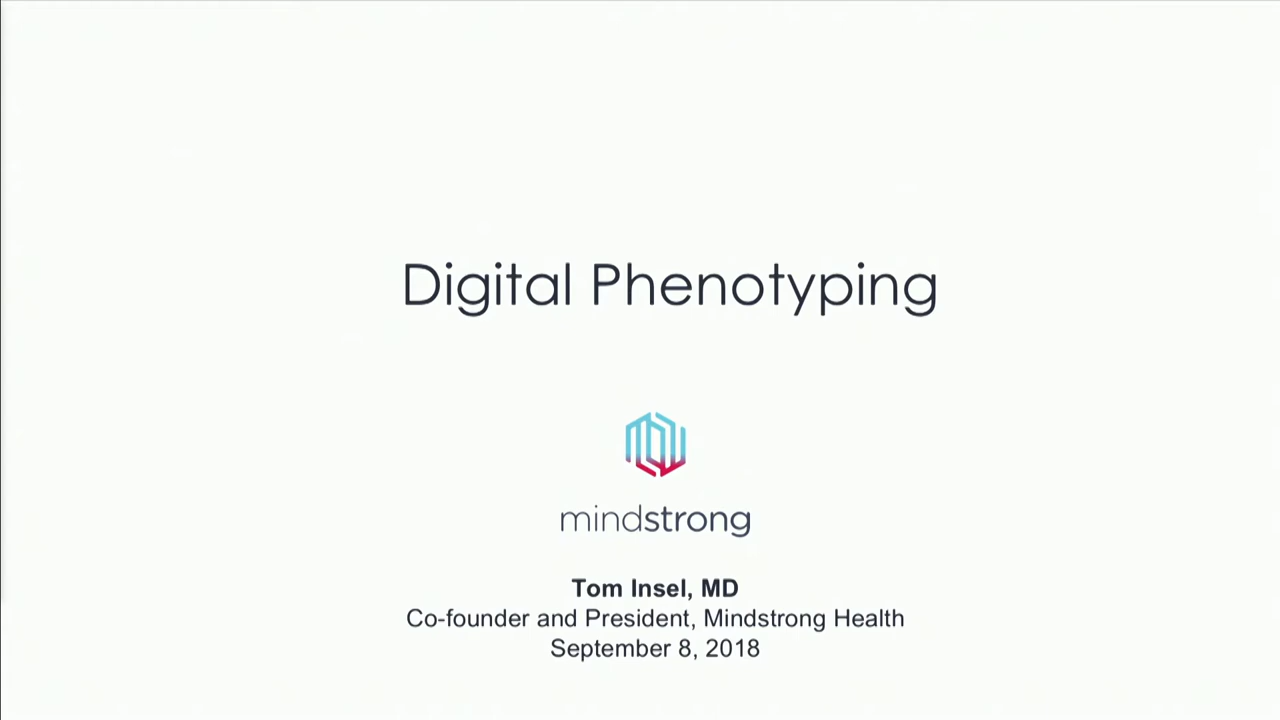 Digital Phenotyping
mindstrong
Tom Insel, MD
Co-founder and President, Mindstrong Health
September 8, 2018